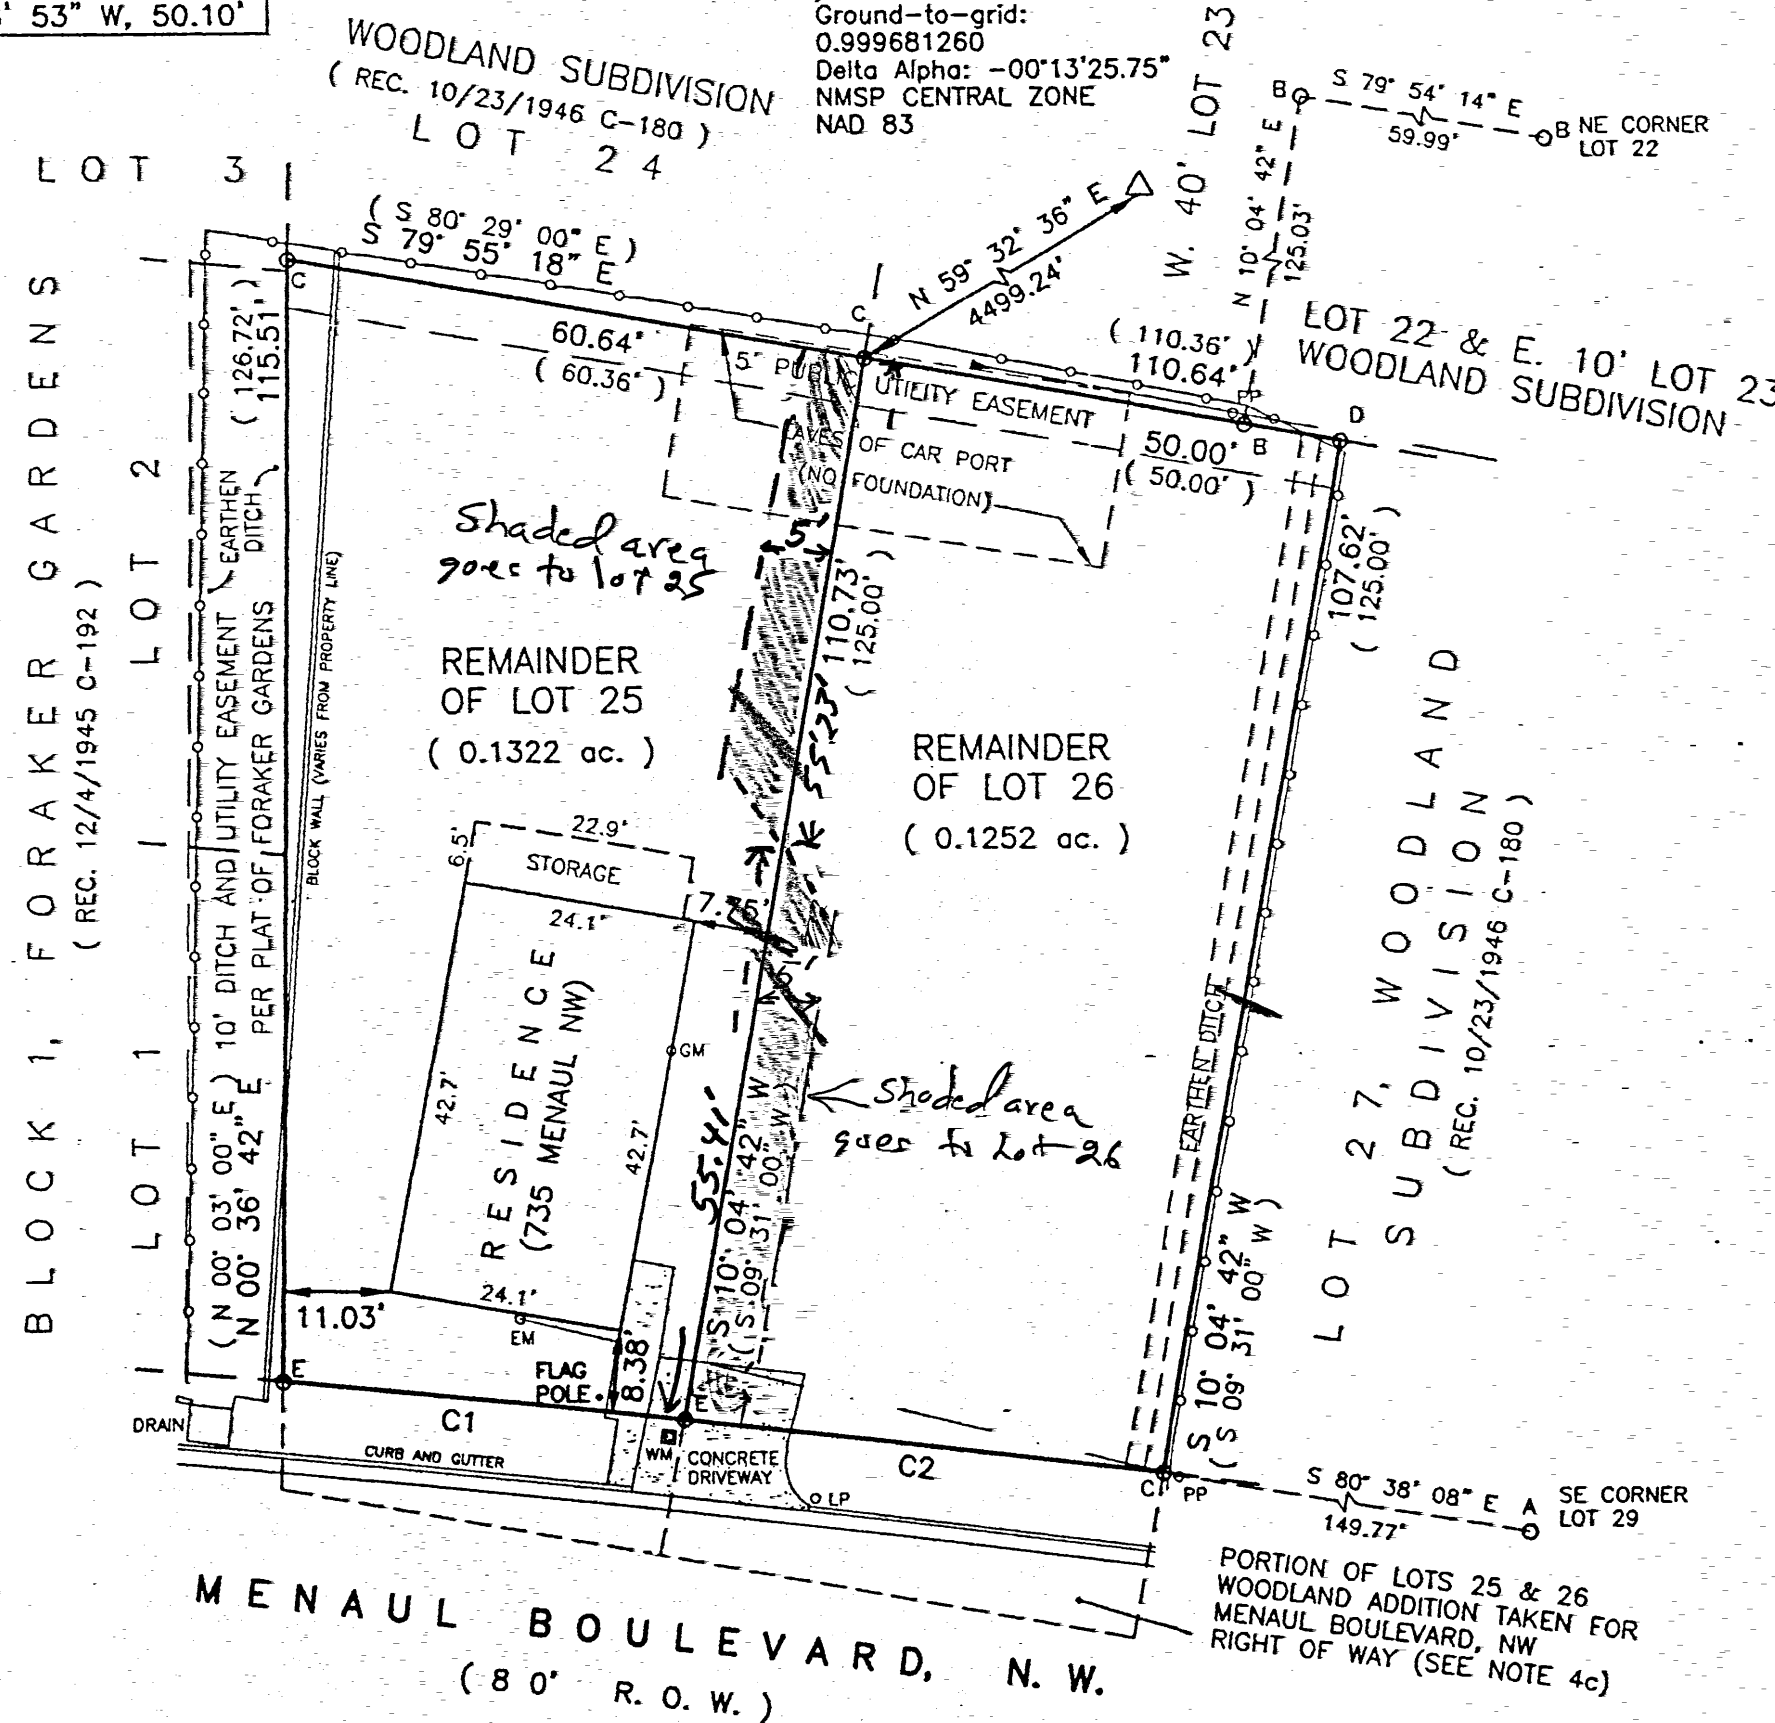 ' 53" W, 50.10'
Ground-to-grid:
0.999681260
Delta Alpha: -00°13'25.75"
NMSP CENTRAL ZONE
NAD 83
WOODLAND SUBDIVISION
( REC. 10/23/1946 C-180 )
LOT 24
W. 40' LOT 23
B
S 79° 54' 14" E
59.99'
B
NE CORNER
LOT 22
N 10° 04' 42" E
125.03'
LOT 3
( S 80° 29' 00" E )
S 79° 55' 18" E
N 59° 32' 36" E
4499.24'
G
C
60.64'
( 60.36' )
( 110.36' )
110.64'
LOT 22 & E. 10' LOT 23
WOODLAND SUBDIVISION
5' PUBLIC UTILITY EASEMENT
EAVES OF CAR PORT
(NO FOUNDATION)
PP
B
D
50.00'
( 50.00' )
( 126.72' )
115.51'
BLOCK 1, FORAKER GARDENS
( REC. 12/4/1945 C-192 )
LOT 2
LOT 1
EARTHEN
DITCH
10' DITCH AND UTILITY EASEMENT
PER PLAT OF FORAKER GARDENS
BLOCK WALL (VARIES FROM PROPERTY LINE)
Shaded area
goes to lot 25
5'
110.73'
( 125.00' )
55.23'
107.62'
( 125.00' )
REMAINDER
OF LOT 25
( 0.1322 ac. )
REMAINDER
OF LOT 26
( 0.1252 ac. )
LOT 27, WOODLAND
SUBDIVISION
( REC. 10/23/1946 C-180 )
22.9'
6.5'
STORAGE
24.1'
7.75'
5'
RESIDENCE
(735 MENAUL NW)
42.7'
42.7'
GM
Shaded area
goes to Lot 26
55.41'
S 10° 04' 42" W
( S 09° 31' 00" W )
EARTHEN DITCH
S 10° 04' 42" W
( S 09° 31' 00" W )
( N 00° 03' 00" E )
N 00° 36' 42" E
11.03'
24.1'
EM
FLAG
POLE
8.38'
E
E
DRAIN
C1
CURB AND GUTTER
WM
CONCRETE
DRIVEWAY
C2
LP
C
PP
S 80° 38' 08" E
149.77'
A
SE CORNER
LOT 29
MENAUL BOULEVARD, N. W.
( 80' R. O. W. )
PORTION OF LOTS 25 & 26
WOODLAND ADDITION TAKEN FOR
MENAUL BOULEVARD, NW
RIGHT OF WAY (SEE NOTE 4c)